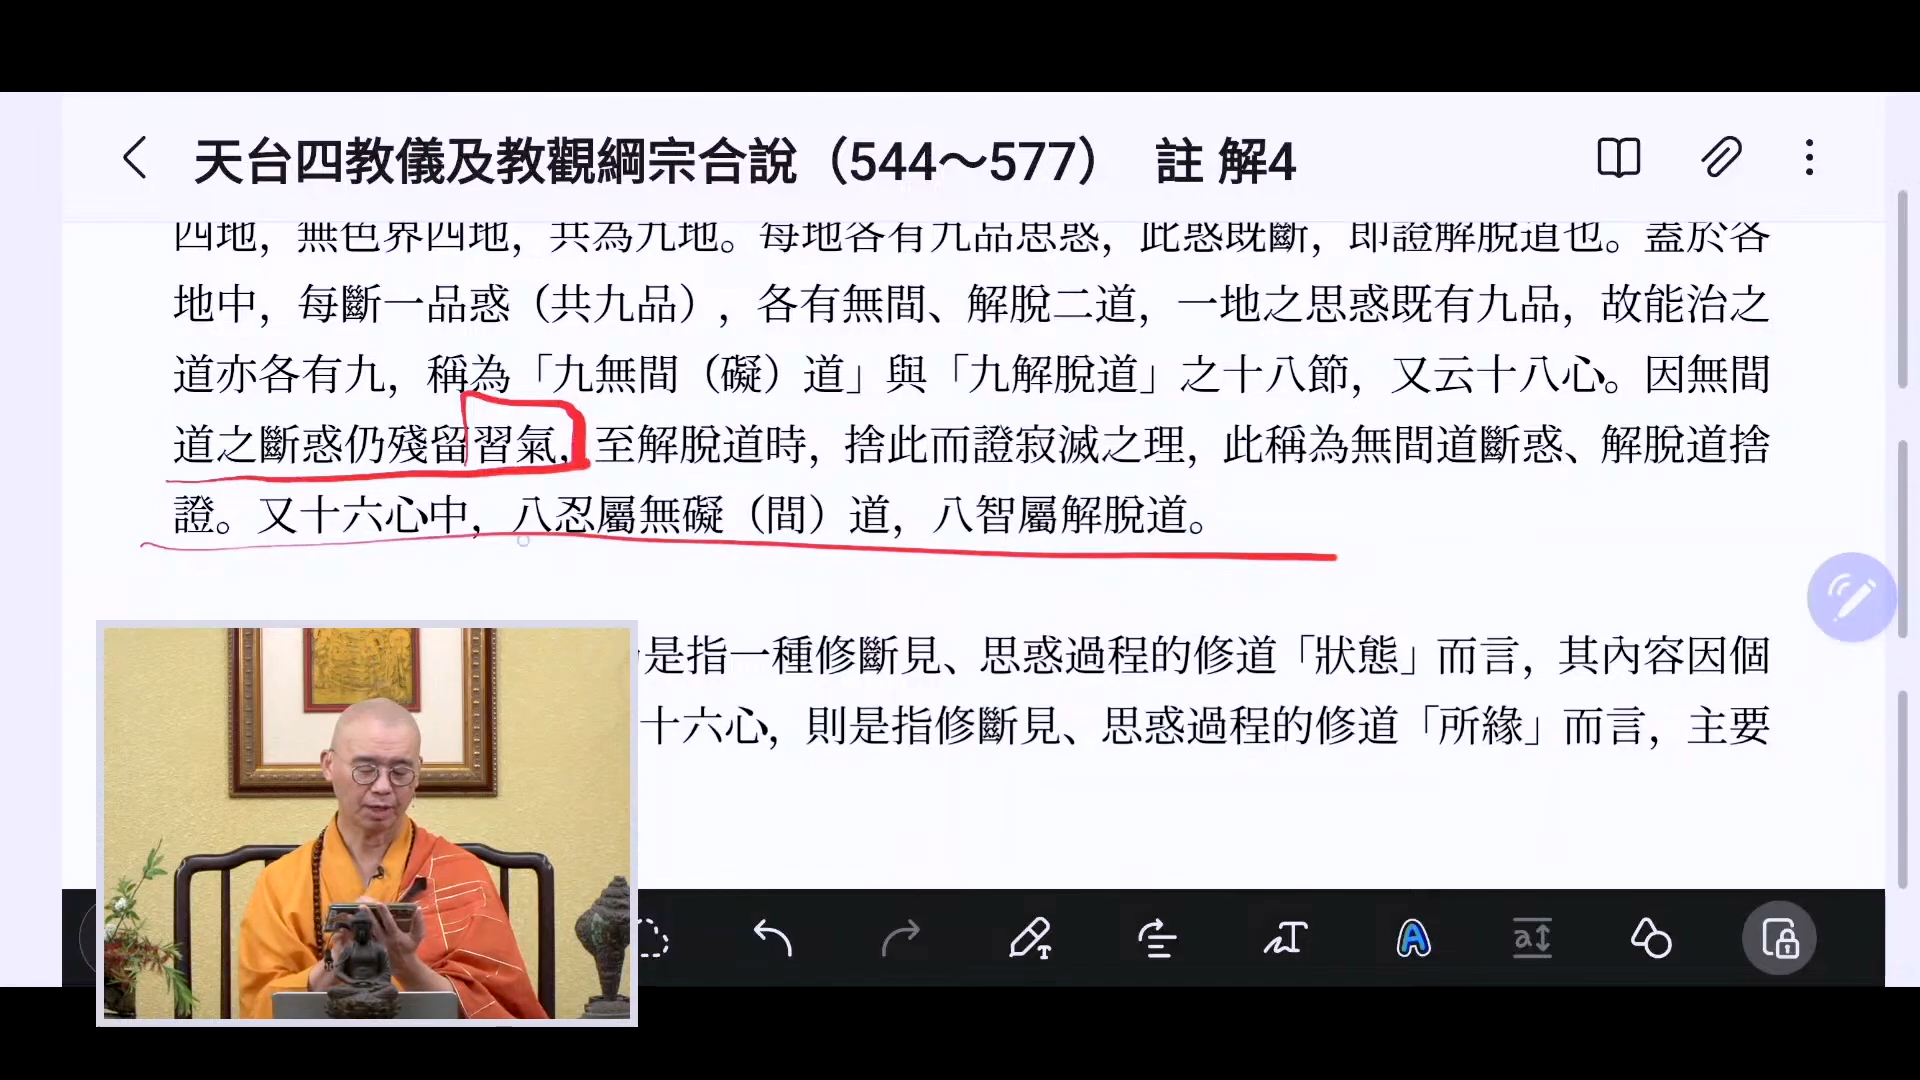 天台四教儀及教觀綱宗合說（544～577） 註 解4
四地，無色界四地，共為九地。每地各有九品思惑，此惑既斷，即證解脫道也。蓋於各
地中，每斷一品惑（共九品），各有無間、解脫二道，一地之思惑既有九品，故能治之
道亦各有九，稱為「九無間（礙）道」與「九解脫道」之十八節，又云十八心。因無間
道之斷惑仍殘留習氣，至解脫道時，捨此而證寂滅之理，此稱為無間道斷惑、解脫道捨
證。又十六心中，八忍屬無礙（間）道，八智屬解脫道。
是指一種修斷見、思惑過程的修道「狀態」而言，其內容因個
十六心，則是指修斷見、思惑過程的修道「所緣」而言，主要